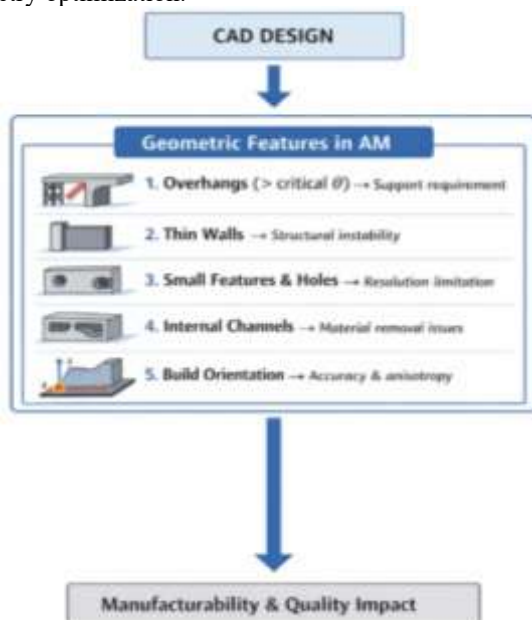 CAD DESIGN
Geometric Features in AM
1. Overhangs (> critical θ) → Support requirement
2. Thin Walls → Structural instability
3. Small Features & Holes → Resolution limitation
4. Internal Channels → Material removal issues
5. Build Orientation → Accuracy & anisotropy
Manufacturability & Quality Impact